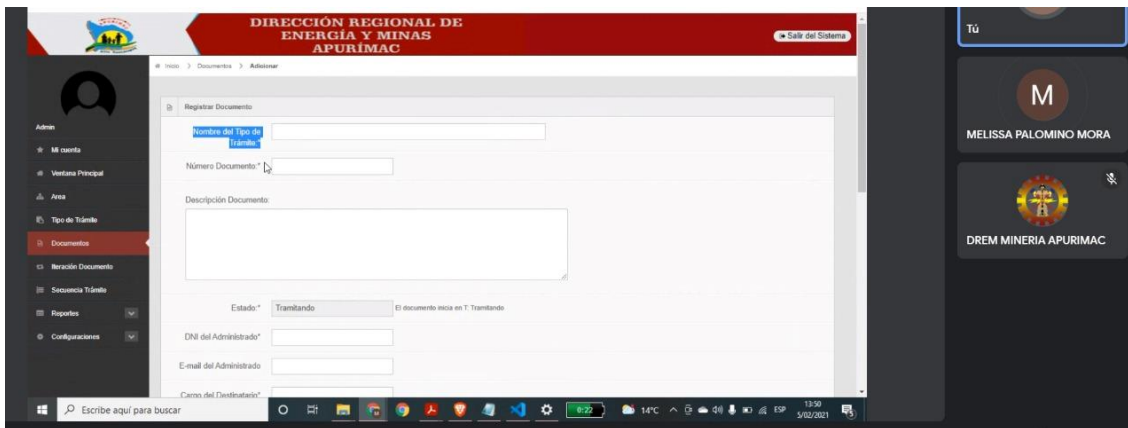 DIRECCIÓN REGIONAL DE
ENERGÍA Y MINAS
APURÍMAC
Salir del Sistema
Inicio > Documentos > Adicionar
Registrar Documento
Admin
Mi cuenta
Ventana Principal
Area
Tipo de Trámite
Documentos
Iteración Documento
Secuencia Trámite
Reportes
Configuraciones
Nombre del Tipo de
Trámite:*
Número Documento:*
Descripción Documento:
Estado:*
Tramitando
El documento inicia en T: Tramitando
DNI del Administrado*
E-mail del Administrado
Cargo del Destinatario*
Tú
M
MELISSA PALOMINO MORA
DREM MINERIA APURIMAC
Escribe aquí para buscar
0:22
14°C
ESP
13:50
5/02/2021